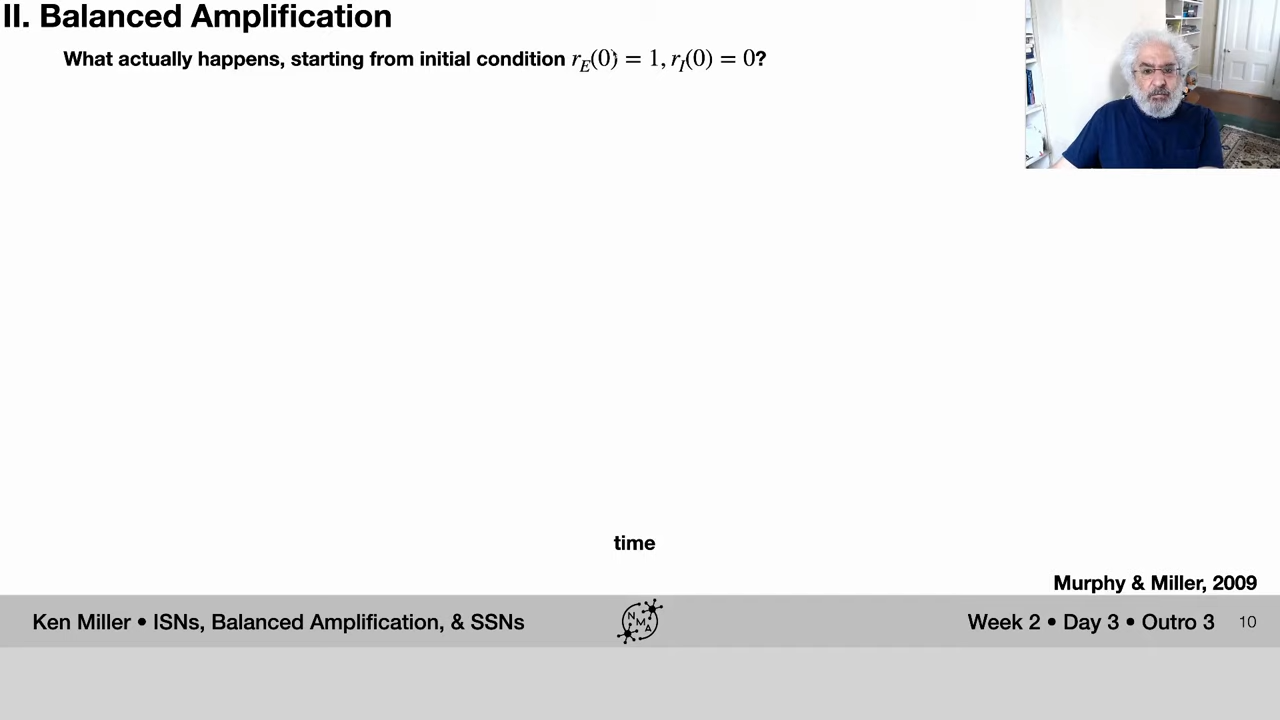 II. Balanced Amplification
What actually happens, starting from initial condition r_E(0) = 1, r_I(0) = 0?
time
Murphy & Miller, 2009
Ken Miller • ISNs, Balanced Amplification, & SSNs
N
M
A
Week 2 • Day 3 • Outro 3 10